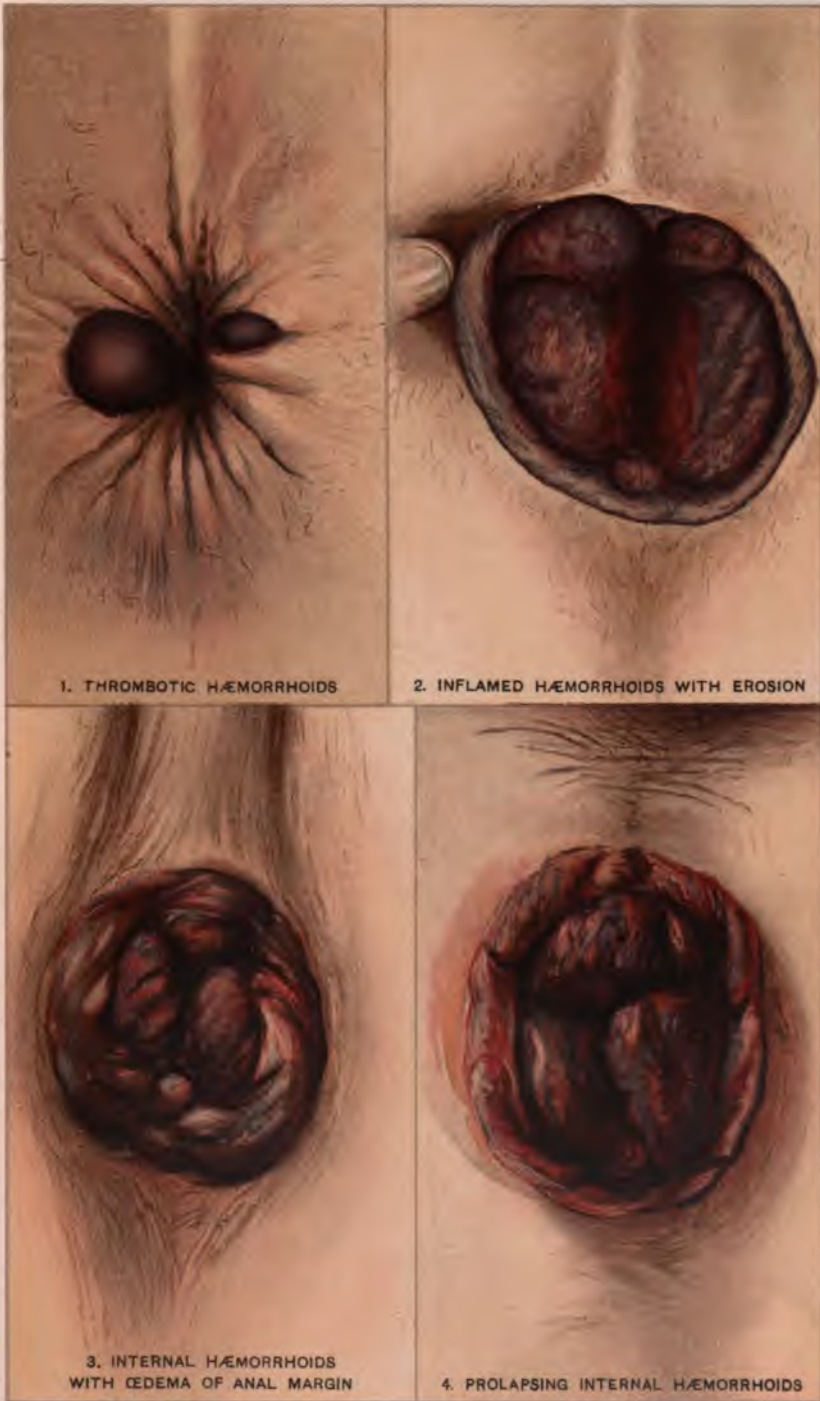 1. THROMBOTIC HÆMORRHOIDS
2. INFLAMED HÆMORRHOIDS WITH EROSION
3. INTERNAL HÆMORRHOIDS
WITH ŒDEMA OF ANAL MARGIN
4. PROLAPSING INTERNAL HÆMORRHOIDS